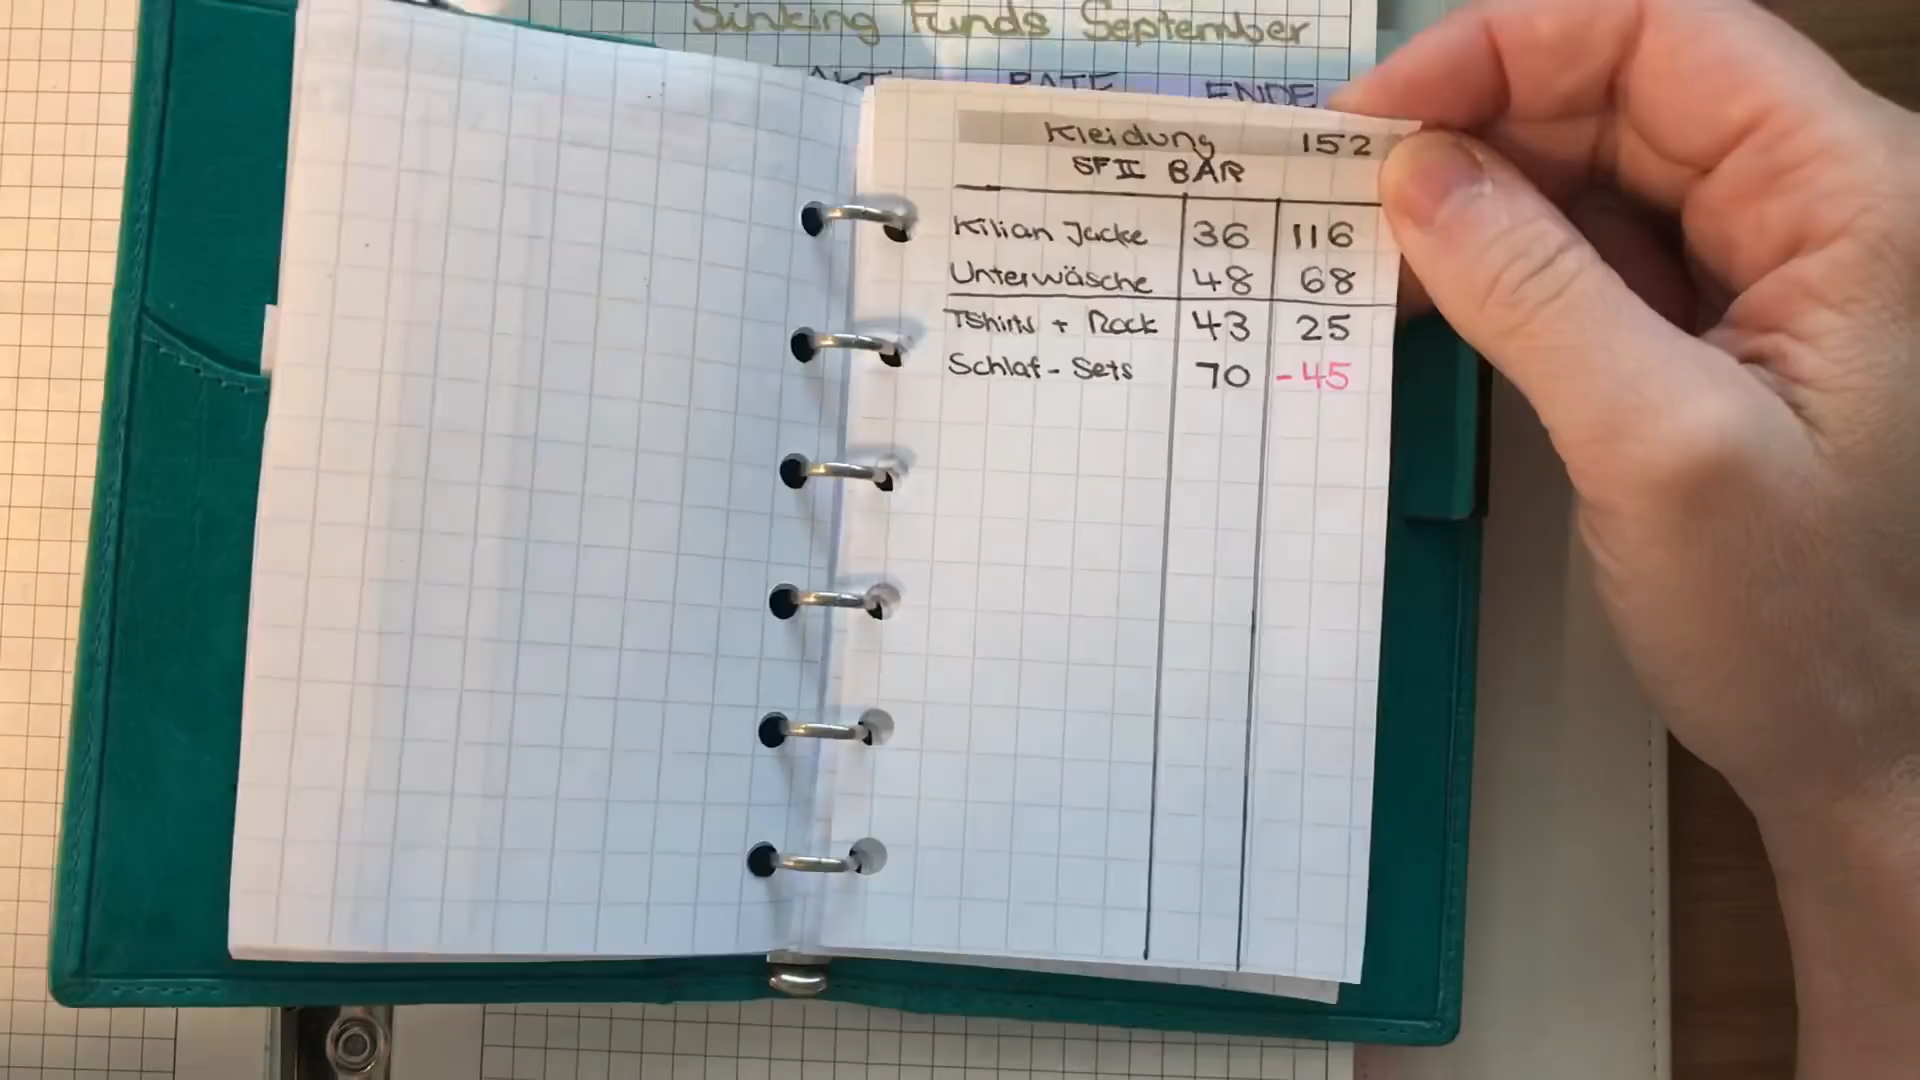 Sinking Funds September
RATE ENDE
Kleidung 152
SF II BAR
Kilian Jacke 36 116
Unterwäsche 48 68
TShirts + Rock 43 25
Schlaf-Sets 70 -45